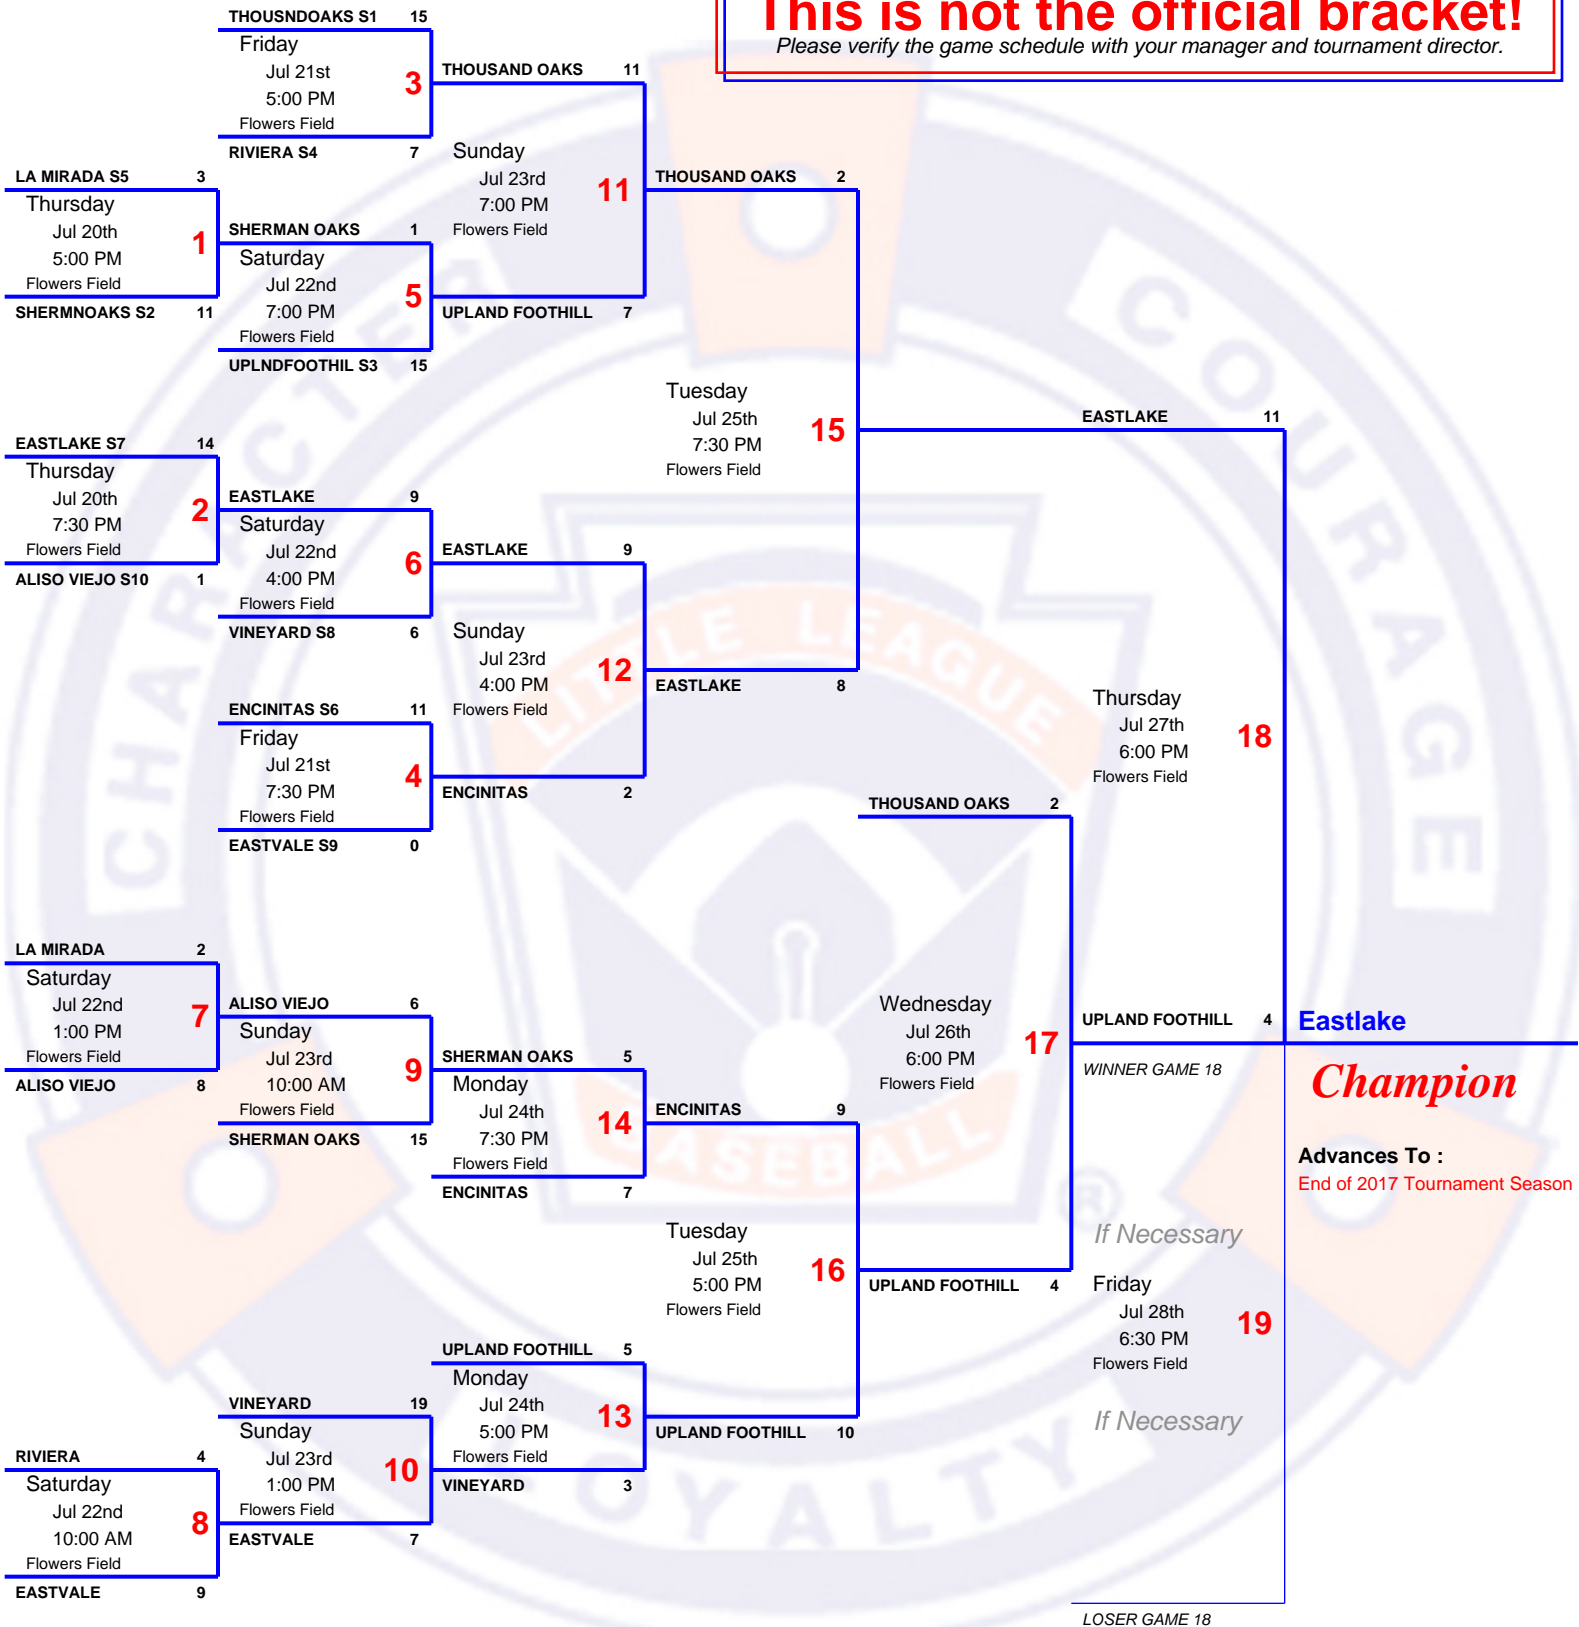 This is not the official bracket!
Please verify the game schedule with your manager and tournament director.
THOUSNDOAKS S1 15
Friday
Jul 21st
5:00 PM
Flowers Field
3
RIVIERA S4 7
THOUSAND OAKS 11
Sunday
Jul 23rd
7:00 PM
Flowers Field
11
LA MIRADA S5 3
Thursday
Jul 20th
5:00 PM
Flowers Field
1
SHERMNOAKS S2 11
SHERMAN OAKS 1
Saturday
Jul 22nd
7:00 PM
Flowers Field
5
UPLNDFOOTHIL S3 15
UPLAND FOOTHILL 7
THOUSAND OAKS 2
Tuesday
Jul 25th
7:30 PM
Flowers Field
15
EASTLAKE S7 14
Thursday
Jul 20th
7:30 PM
Flowers Field
2
ALISO VIEJO S10 1
EASTLAKE 9
Saturday
Jul 22nd
4:00 PM
Flowers Field
6
VINEYARD S8 6
EASTLAKE 9
Sunday
Jul 23rd
4:00 PM
Flowers Field
12
ENCINITAS S6 11
Friday
Jul 21st
7:30 PM
Flowers Field
4
EASTVALE S9 0
ENCINITAS 2
EASTLAKE 8
EASTLAKE 11
Thursday
Jul 27th
6:00 PM
Flowers Field
18
THOUSAND OAKS 2
Wednesday
Jul 26th
6:00 PM
Flowers Field
17
LA MIRADA 2
Saturday
Jul 22nd
1:00 PM
Flowers Field
7
ALISO VIEJO 8
ALISO VIEJO 6
Sunday
Jul 23rd
10:00 AM
Flowers Field
9
SHERMAN OAKS 15
SHERMAN OAKS 5
Monday
Jul 24th
7:30 PM
Flowers Field
14
ENCINITAS 7
ENCINITAS 9
Tuesday
Jul 25th
5:00 PM
Flowers Field
16
UPLAND FOOTHILL 4
UPLAND FOOTHILL 4
WINNER GAME 18
Eastlake
Champion
Advances To :
End of 2017 Tournament Season
If Necessary
Friday
Jul 28th
6:30 PM
Flowers Field
19
If Necessary
LOSER GAME 18
UPLAND FOOTHILL 5
Monday
Jul 24th
5:00 PM
Flowers Field
13
UPLAND FOOTHILL 10
VINEYARD 19
Sunday
Jul 23rd
1:00 PM
Flowers Field
10
VINEYARD 3
RIVIERA 4
Saturday
Jul 22nd
10:00 AM
Flowers Field
8
EASTVALE 9
EASTVALE 7
CHARACTER
COURAGE
LOYALTY
LITTLE LEAGUE
BASEBALL
®